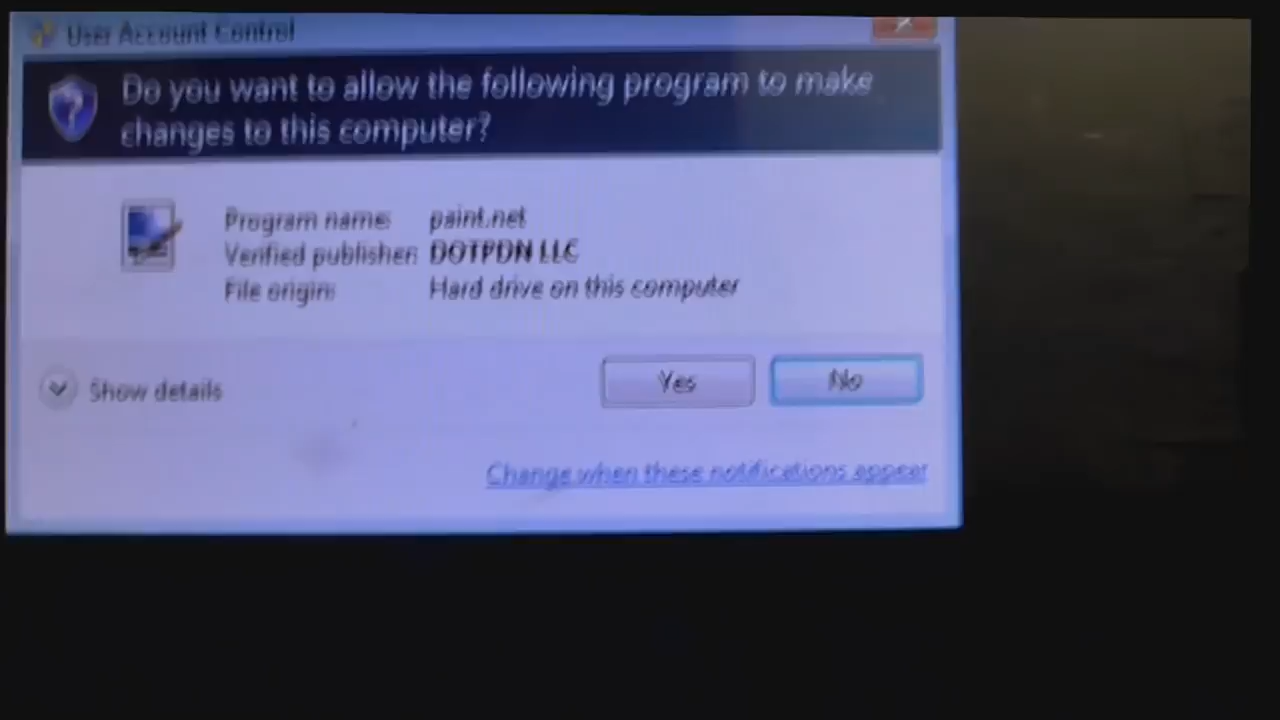 User Account Control
Do you want to allow the following program to make
changes to this computer?
Program name: paint.net
Verified publisher: DOTPDN LLC
File origin: Hard drive on this computer
Show details
Yes
No
Change when these notifications appear